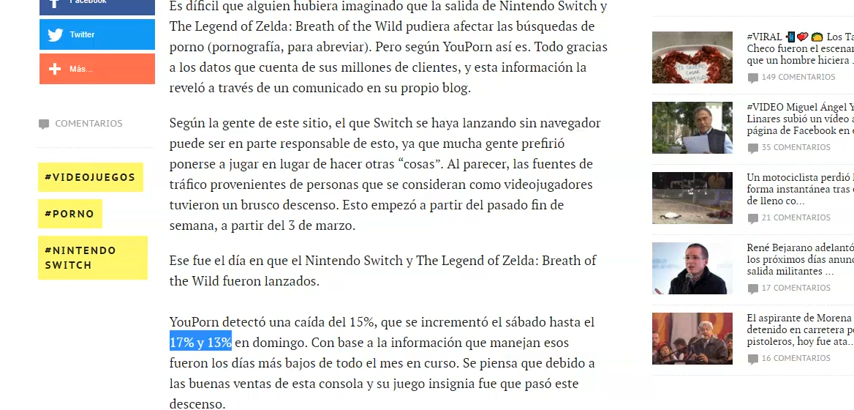 Facebook
Twitter
Más...
COMENTARIOS
#VIDEOJUEGOS
#PORNO
#NINTENDO
SWITCH
Es difícil que alguien hubiera imaginado que la salida de Nintendo Switch y
The Legend of Zelda: Breath of the Wild pudiera afectar las búsquedas de
porno (pornografía, para abreviar). Pero según YouPorn así es. Todo gracias
a los datos que cuenta de sus millones de clientes, y esta información la
reveló a través de un comunicado en su propio blog.
Según la gente de este sitio, el que Switch se haya lanzando sin navegador
puede ser en parte responsable de esto, ya que mucha gente prefirió
ponerse a jugar en lugar de hacer otras “cosas”. Al parecer, las fuentes de
tráfico provenientes de personas que se consideran como videojugadores
tuvieron un brusco descenso. Esto empezó a partir del pasado fin de
semana, a partir del 3 de marzo.
Ese fue el día en que el Nintendo Switch y The Legend of Zelda: Breath of
the Wild fueron lanzados.
YouPorn detectó una caída del 15%, que se incrementó el sábado hasta el
17% y 13% en domingo. Con base a la información que manejan esos
fueron los días más bajos de todo el mes en curso. Se piensa que debido a
las buenas ventas de esta consola y su juego insignia fue que pasó este
descenso.
#VIRAL 📱❤️🌮 Los Ta
Checo fueron el escenar
que un hombre hiciera ...
149 COMENTARIOS
#VIDEO Miguel Ángel Y
Linares subió un vídeo a
página de Facebook en
35 COMENTARIOS
Un motociclista perdió l
forma instantánea tras
de lleno co...
21 COMENTARIOS
René Bejarano adelantó
los próximos días anunc
salida militantes ...
17 COMENTARIOS
El aspirante de Morena
detenido en carretera p
pistoleros, hoy fue ata...
16 COMENTARIOS